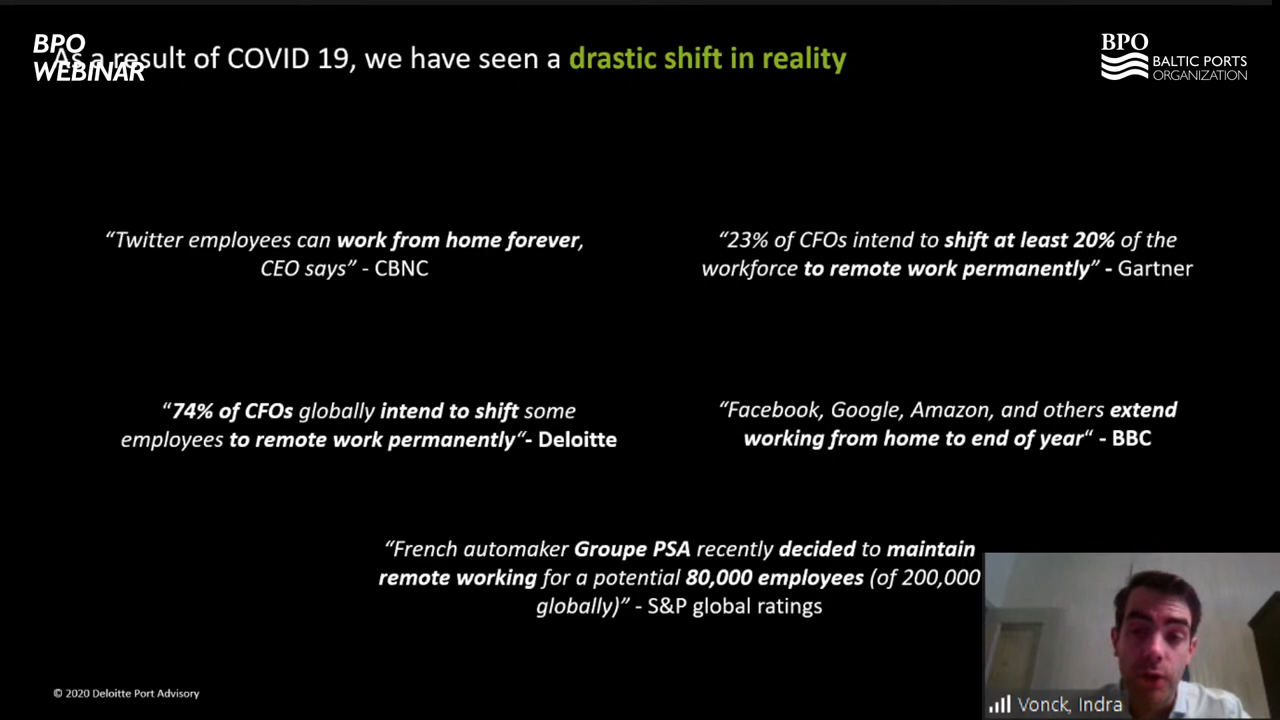 BPO
WEBINAR
As a result of COVID 19, we have seen a drastic shift in reality
BPO
BALTIC PORTS
ORGANIZATION
“Twitter employees can work from home forever,
CEO says” - CBNC
“23% of CFOs intend to shift at least 20% of the
workforce to remote work permanently” - Gartner
“74% of CFOs globally intend to shift some
employees to remote work permanently“- Deloitte
“Facebook, Google, Amazon, and others extend
working from home to end of year“ - BBC
“French automaker Groupe PSA recently decided to maintain
remote working for a potential 80,000 employees (of 200,000
globally)” - S&P global ratings
© 2020 Deloitte Port Advisory
Vonck, Indra